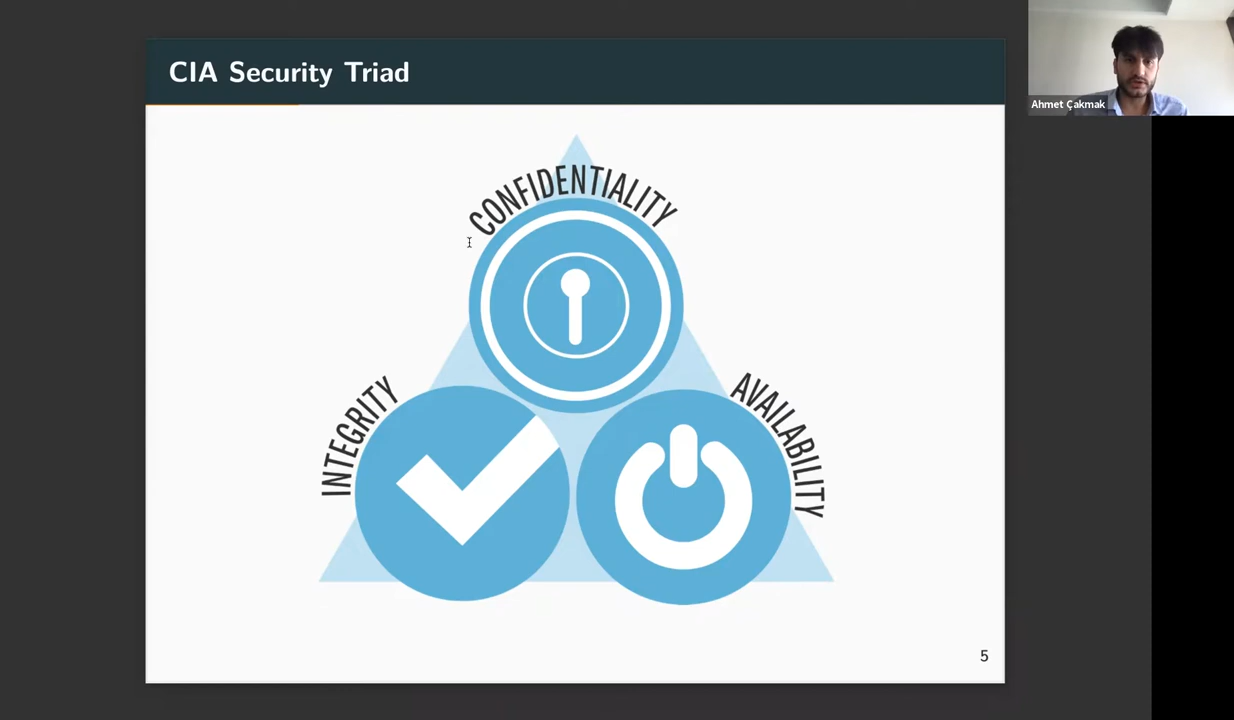 CIA Security Triad
Ahmet Çakmak
CONFIDENTIALITY
INTEGRITY
AVAILABILITY
5